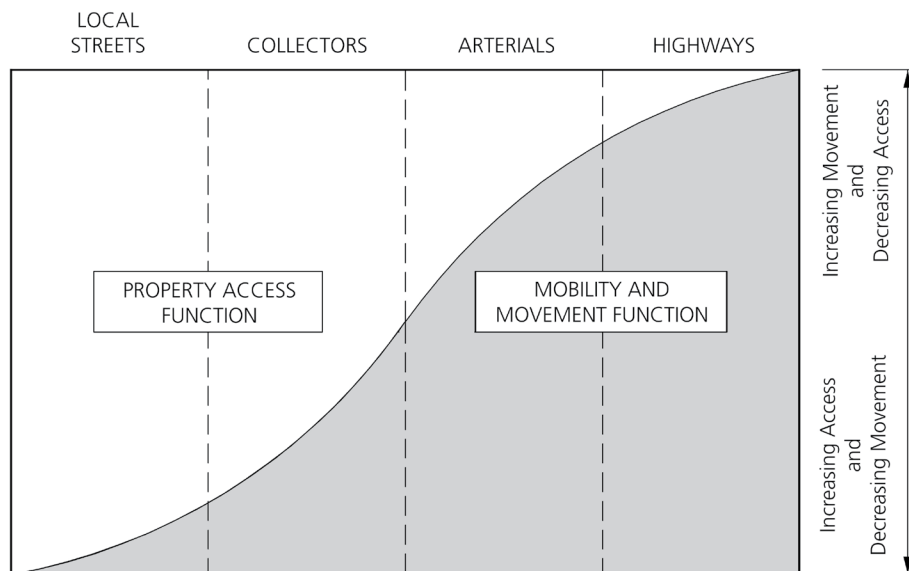 LOCAL
STREETS
COLLECTORS
ARTERIALS
HIGHWAYS
PROPERTY ACCESS
FUNCTION
MOBILITY AND
MOVEMENT FUNCTION
Increasing Movement
and
Decreasing Access
Increasing Access
and
Decreasing Movement